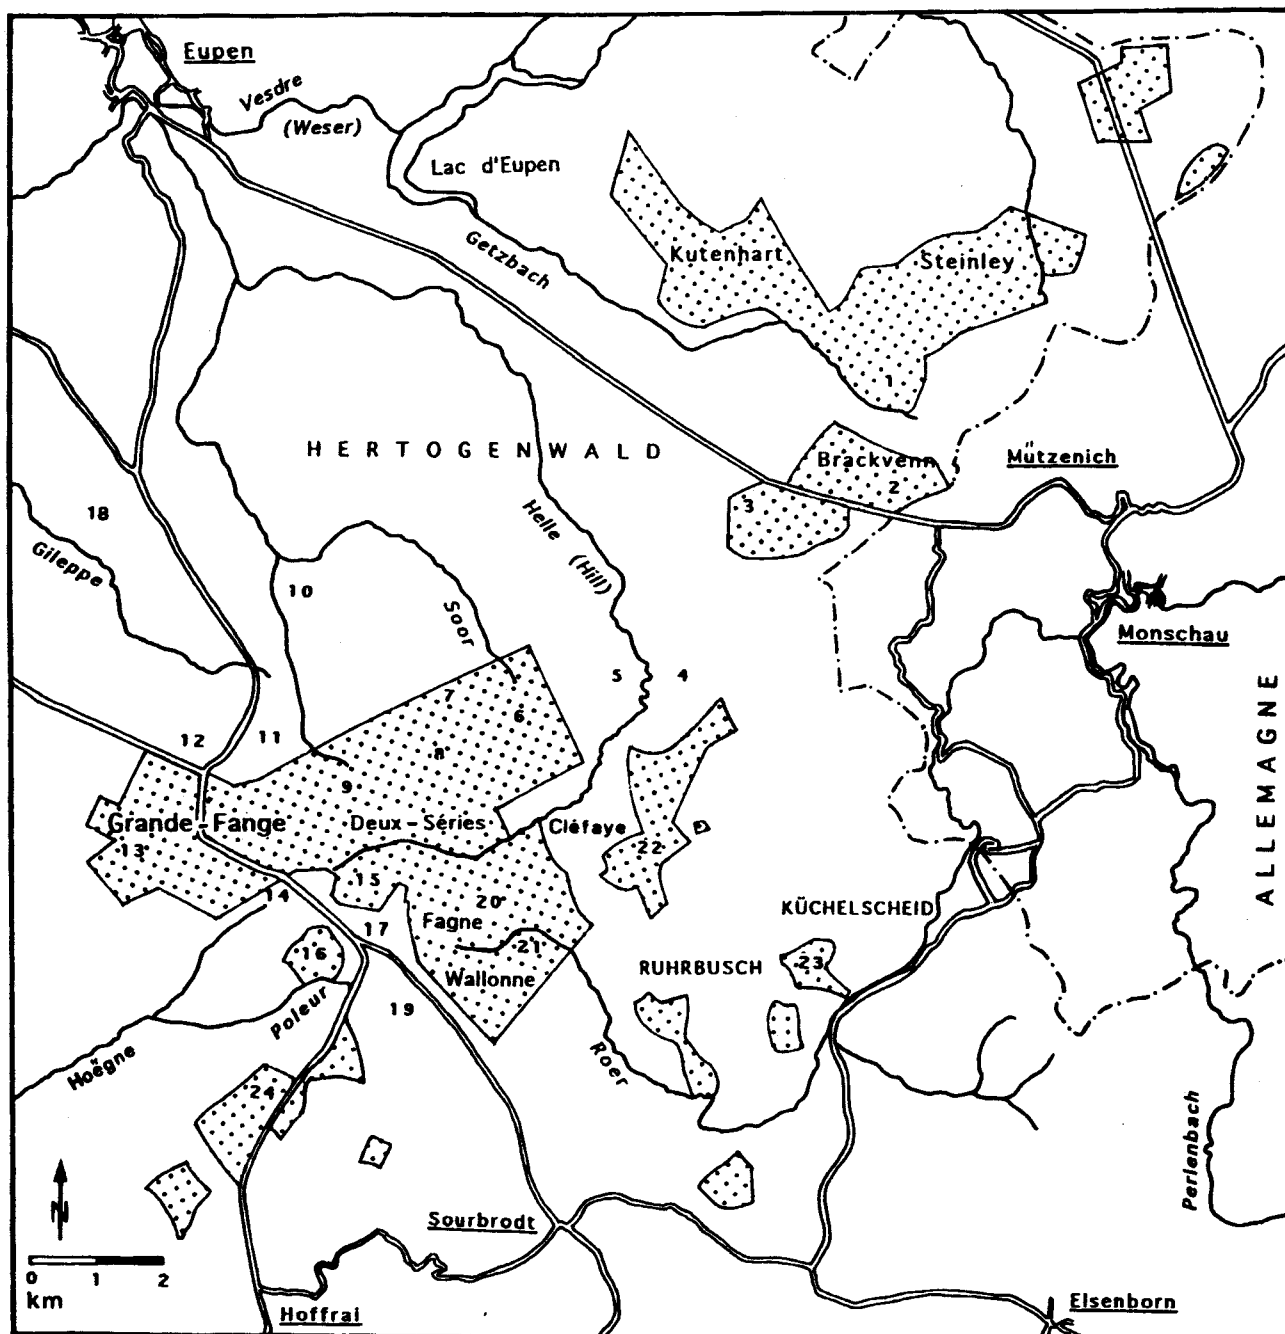 Eupen
Vesdre
(Weser)
Lac d'Eupen
Getzbach
Kutenhart
Steinley
1
HERTOGENWALD
Brackvenn
2
3
Mützenich
18
Gileppe
Helle (Hill)
10
Soor
Monschau
5
4
7
6
ALLEMAGNE
12
11
8
9
Grande-Fange
Deux-Séries
Cléfaye
13
22
15
14
20
KÜCHELSCHEID
Fagne
17
21
16
RUHRBUSCH
23
Wallonne
Poleur
19
Hoëgne
Roer
24
Perlenbach
N
Sourbrodt
0 1 2
km
Hoffrai
Elsenborn